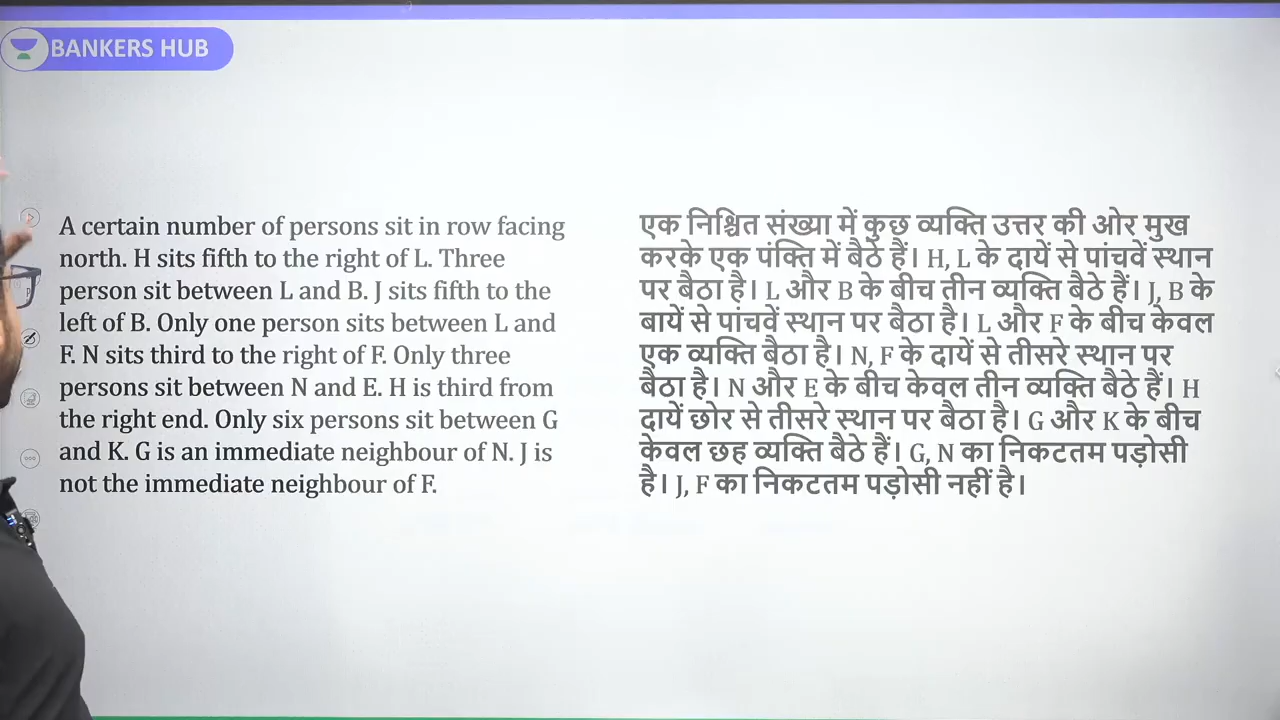 BANKERS HUB
A certain number of persons sit in row facing
north. H sits fifth to the right of L. Three
person sit between L and B. J sits fifth to the
left of B. Only one person sits between L and
F. N sits third to the right of F. Only three
persons sit between N and E. H is third from
the right end. Only six persons sit between G
and K. G is an immediate neighbour of N. J is
not the immediate neighbour of F.
एक निश्चित संख्या में कुछ व्यक्ति उत्तर की ओर मुख
करके एक पंक्ति में बैठे हैं। H, L के दायें से पांचवें स्थान
पर बैठा है। L और B के बीच तीन व्यक्ति बैठे हैं। J, B के
बायें से पांचवें स्थान पर बैठा है। L और F के बीच केवल
एक व्यक्ति बैठा है। N, F के दायें से तीसरे स्थान पर
बैठा है। N और E के बीच केवल तीन व्यक्ति बैठे हैं। H
दायें छोर से तीसरे स्थान पर बैठा है। G और K के बीच
केवल छह व्यक्ति बैठे हैं। G, N का निकटतम पड़ोसी
है। J, F का निकटतम पड़ोसी नहीं है।